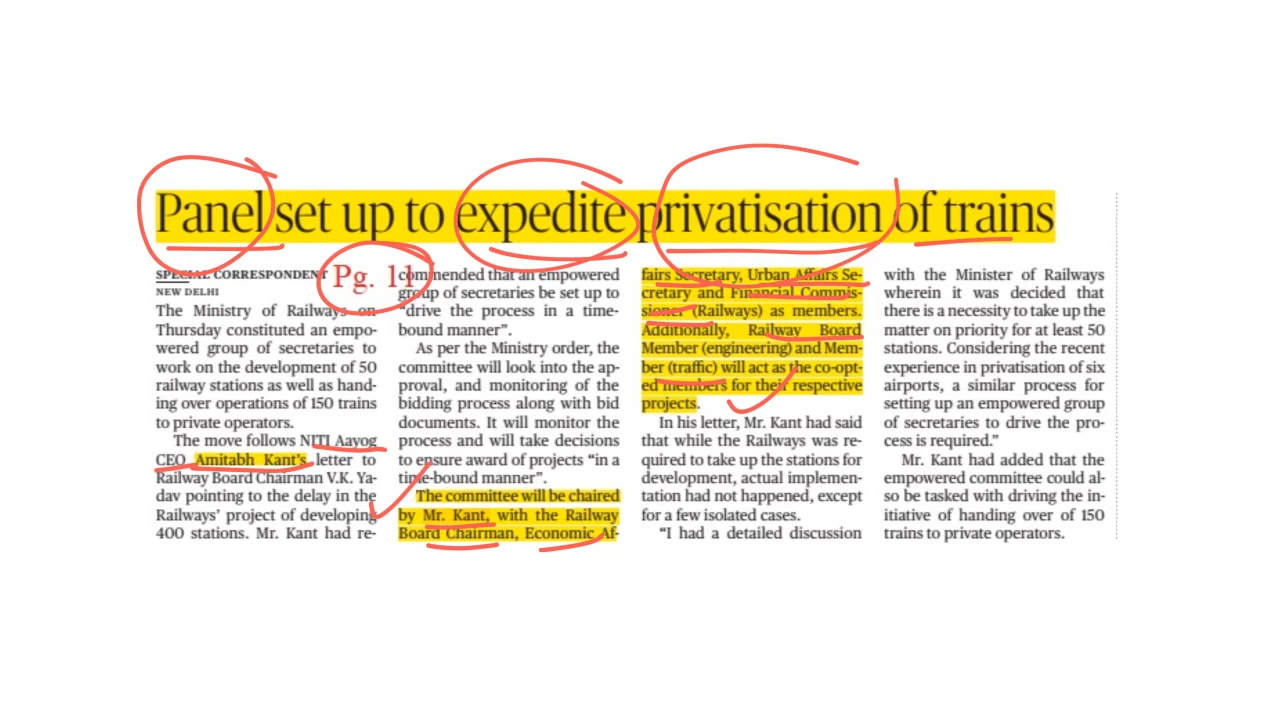 Panel set up to expedite privatisation of trains
SPECIAL CORRESPONDENT
NEW DELHI
Pg. 11
The Ministry of Railways on
Thursday constituted an empo-
wered group of secretaries to
work on the development of 50
railway stations as well as hand-
ing over operations of 150 trains
to private operators.
The move follows NITI Aayog
CEO Amitabh Kant's letter to
Railway Board Chairman V.K. Ya-
dav pointing to the delay in the
Railways' project of developing
400 stations. Mr. Kant had re-
commended that an empowered
group of secretaries be set up to
"drive the process in a time-
bound manner".
As per the Ministry order, the
committee will look into the ap-
proval, and monitoring of the
bidding process along with bid
documents. It will monitor the
process and will take decisions
to ensure award of projects "in a
time-bound manner".
The committee will be chaired
by Mr. Kant, with the Railway
Board Chairman, Economic Af-
fairs Secretary, Urban Affairs Se-
cretary and Financial Commis-
sioner (Railways) as members.
Additionally, Railway Board
Member (engineering) and Mem-
ber (traffic) will act as the co-opt-
ed members for their respective
projects.
In his letter, Mr. Kant had said
that while the Railways was re-
quired to take up the stations for
development, actual implemen-
tation had not happened, except
for a few isolated cases.
"I had a detailed discussion
with the Minister of Railways
wherein it was decided that
there is a necessity to take up the
matter on priority for at least 50
stations. Considering the recent
experience in privatisation of six
airports, a similar process for
setting up an empowered group
of secretaries to drive the pro-
cess is required."
Mr. Kant had added that the
empowered committee could al-
so be tasked with driving the in-
itiative of handing over of 150
trains to private operators.